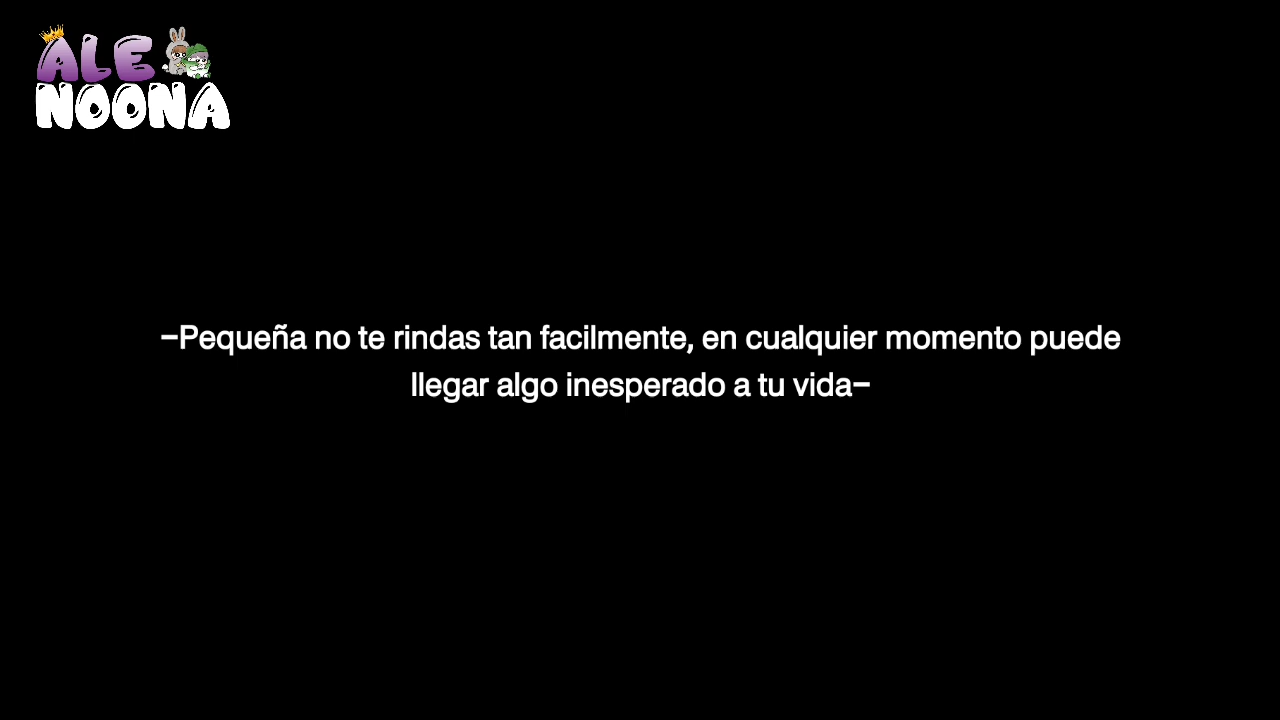 ALE
NOONA
-Pequeña no te rindas tan facilmente, en cualquier momento puede
llegar algo inesperado a tu vida-